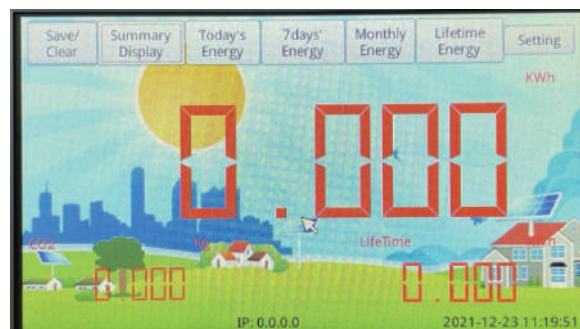 Save/ Clear
Summary Display
Today's Energy
7days' Energy
Monthly Energy
Lifetime Energy
Setting
KWh
0.000
CO2
Kg
LifeTime
0.000
0.000
IP: 0.0.0.0
2021-12-23 11:19:51